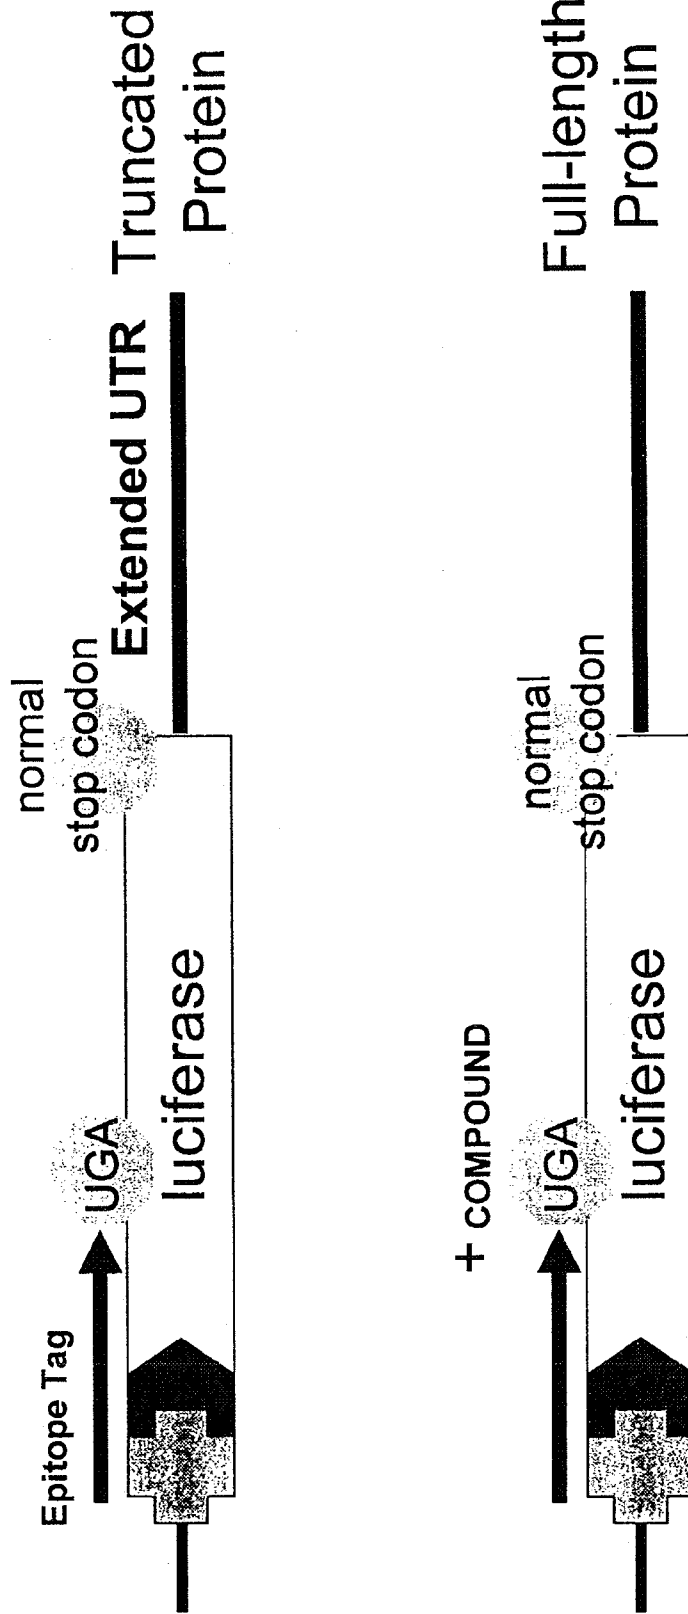 Epitope Tag
UGA
luciferase
normal
stop codon
Extended UTR
Truncated
Protein
+ COMPOUND
UGA
luciferase
normal
stop codon
Full-length
Protein